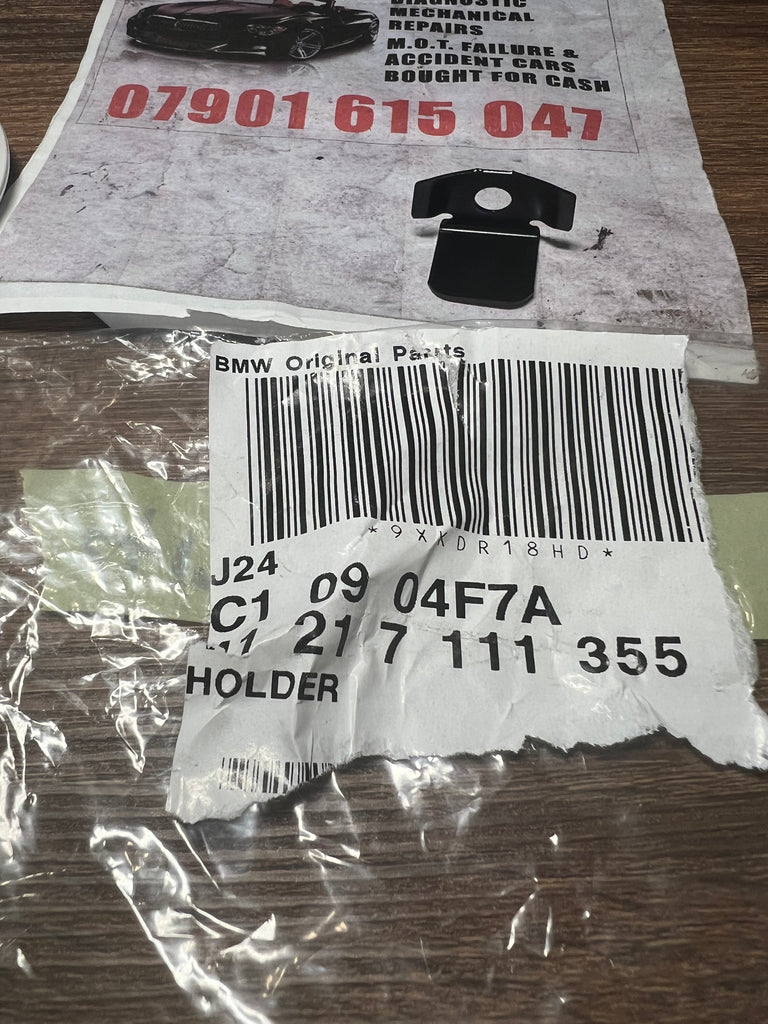 DIAGNOSTIC
MECHANICAL
REPAIRS
M.O.T. FAILURE &
ACCIDENT CARS
BOUGHT FOR CASH
07901 615 047
BMW Original Parts
*9XXDR18HD*
J24
C1 09 04F7A
11 21 7 111 355
HOLDER